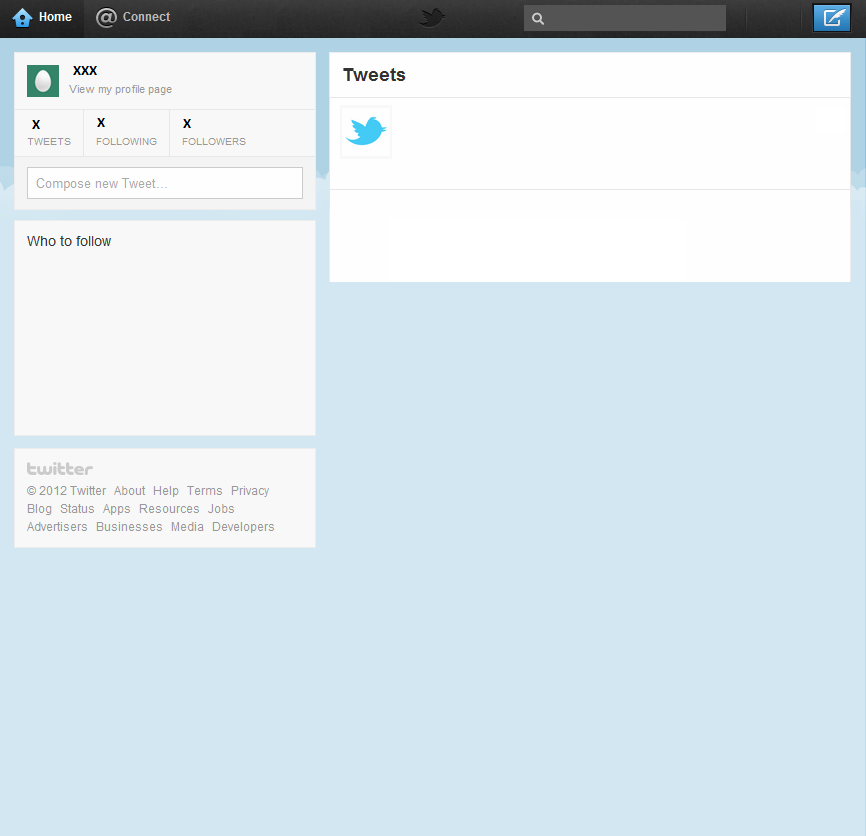 Home Connect
XXX
View my profile page
X X X
TWEETS FOLLOWING FOLLOWERS
Compose new Tweet...
Who to follow
twitter
© 2012 Twitter About Help Terms Privacy
Blog Status Apps Resources Jobs
Advertisers Businesses Media Developers
Tweets